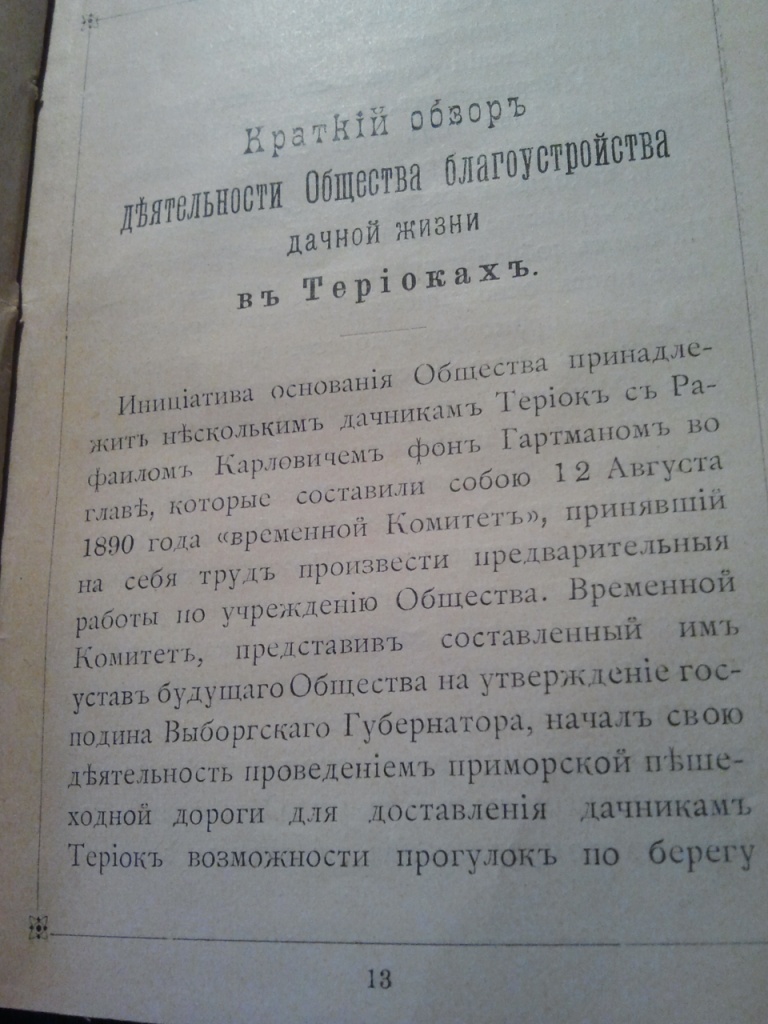 Краткій обзоръ
дѣятельности Общества благоустройства
дачной жизни
въ Теріокахъ.
Иниціатива основанія Общества принадле-
житъ нѣсколькимъ дачникамъ Теріокъ съ Ра-
фаиломъ Карловичемъ фонъ Гартманомъ во
главѣ, которые составили собою 12 Августа
1890 года «временной Комитетъ», принявшій
на себя трудъ произвести предварительныя
работы по учрежденію Общества. Временной
Комитетъ, представивъ составленный имъ
уставъ будущаго Общества на утвержденіе гос-
подина Выборгскаго Губернатора, началъ свою
дѣятельность проведеніемъ приморской пѣше-
ходной дороги для доставленія дачникамъ
Теріокъ возможности прогулокъ по берегу
13